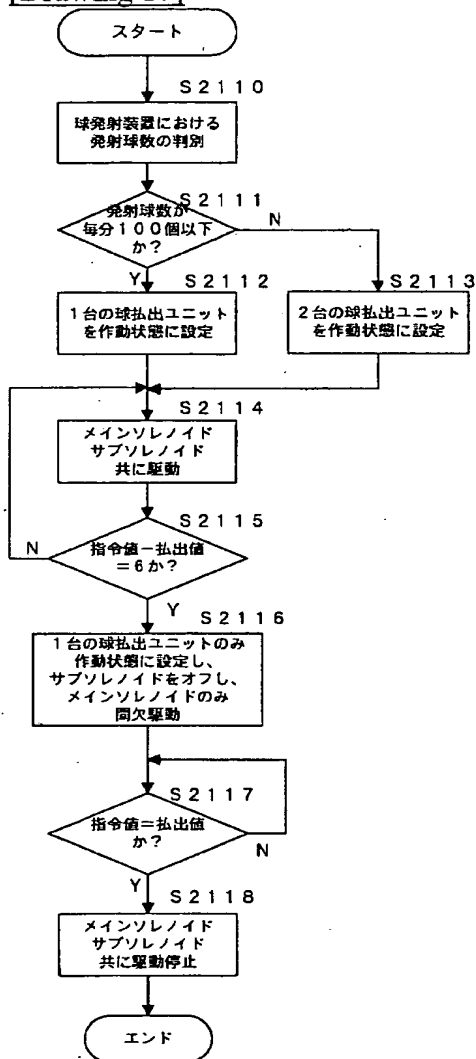 スタート
S2110
球発射装置における
発射球数の判別
S2111
発射球数が
毎分100個以下
か?
N
Y
S2112
1台の球払出ユニット
を作動状態に設定
S2113
2台の球払出ユニット
を作動状態に設定
S2114
メインソレノイド
サブソレノイド
共に駆動
S2115
指令値−払出値
=6か?
N
Y
S2116
1台の球払出ユニットのみ
作動状態に設定し、
サブソレノイドをオフし、
メインソレノイドのみ
間欠駆動
S2117
指令値=払出値
か?
N
Y
S2118
メインソレノイド
サブソレノイド
共に駆動停止
エンド